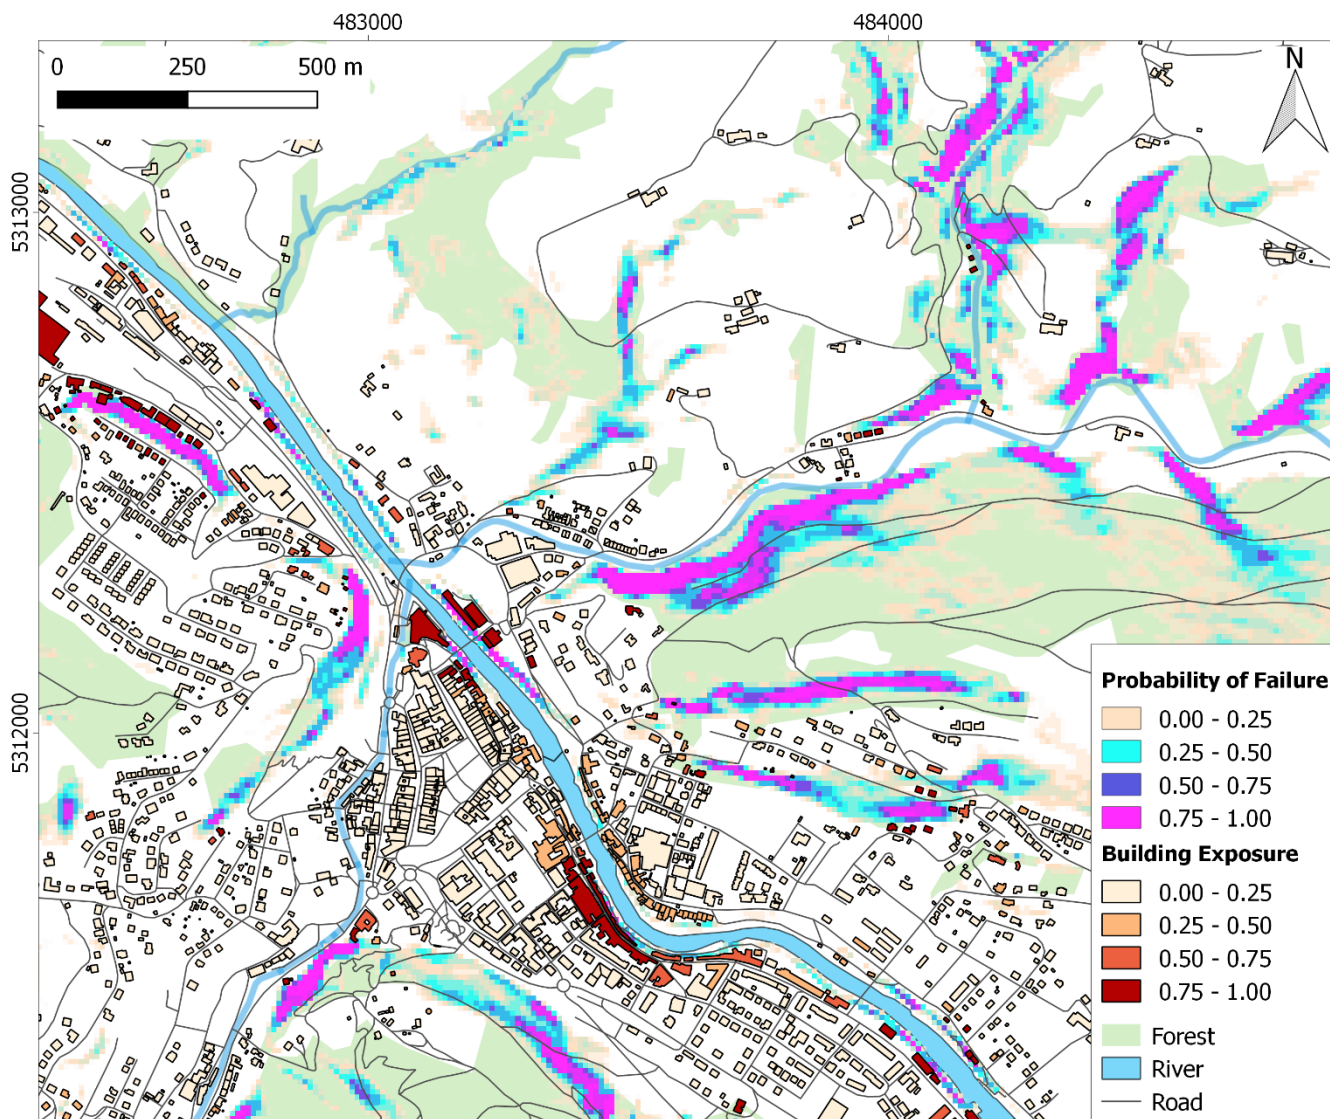 483000
484000
0
250
500 m
N
5313000
5312000
Probability of Failure
0.00 - 0.25
0.25 - 0.50
0.50 - 0.75
0.75 - 1.00
Building Exposure
0.00 - 0.25
0.25 - 0.50
0.50 - 0.75
0.75 - 1.00
Forest
River
Road